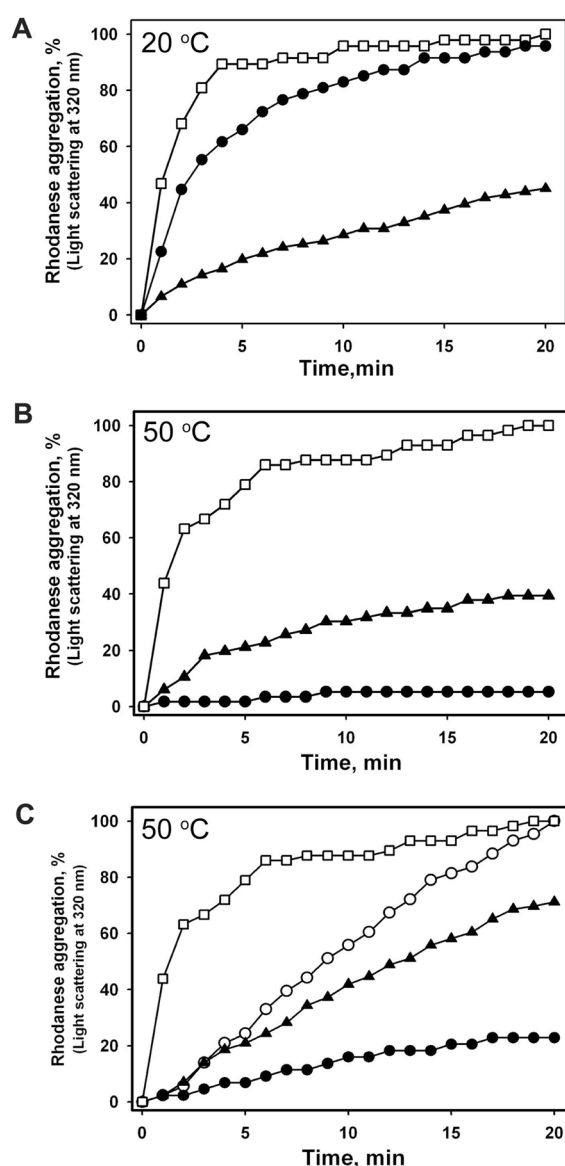 A
20 °C
Rhodanese aggregation, %
(Light scattering at 320 nm)
100
80
60
40
20
0
0 5 10 15 20
Time,min
B
50 °C
Rhodanese aggregation, %
(Light scattering at 320 nm)
100
80
60
40
20
0
0 5 10 15 20
Time, min
C
50 °C
Rhodanese aggregation, %
(Light scattering at 320 nm)
100
80
60
40
20
0
0 5 10 15 20
Time, min